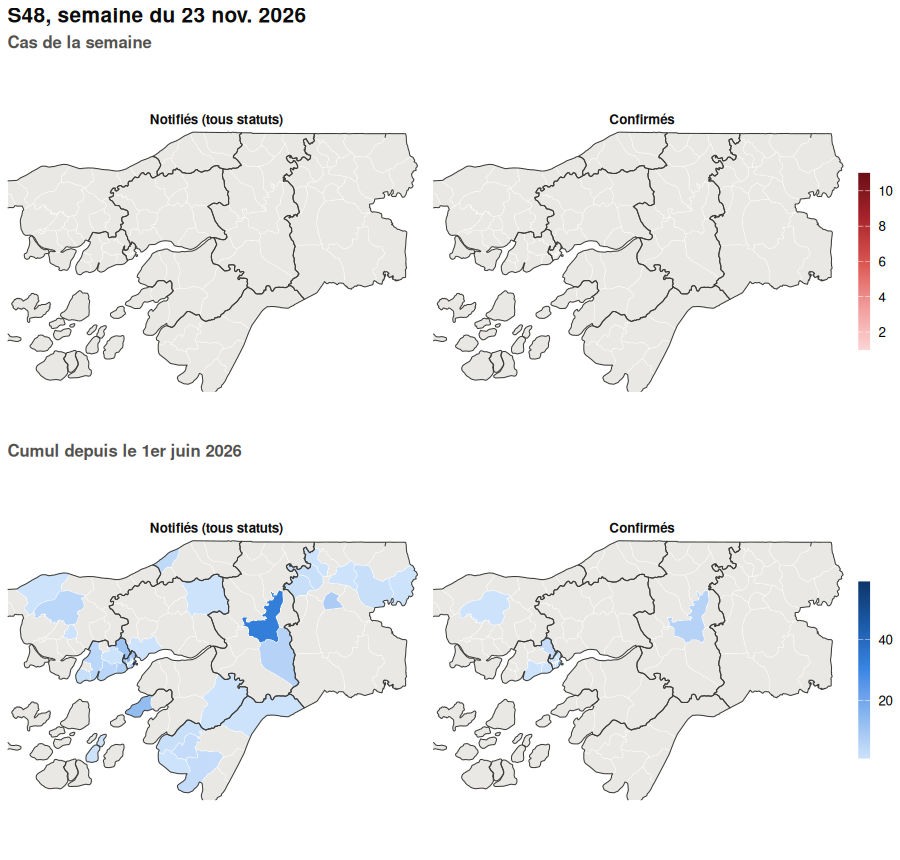 S48, semaine du 23 nov. 2026
Cas de la semaine
Notifiés (tous statuts)
Confirmés
10
8
6
4
2
Cumul depuis le 1er juin 2026
Notifiés (tous statuts)
Confirmés
40
20